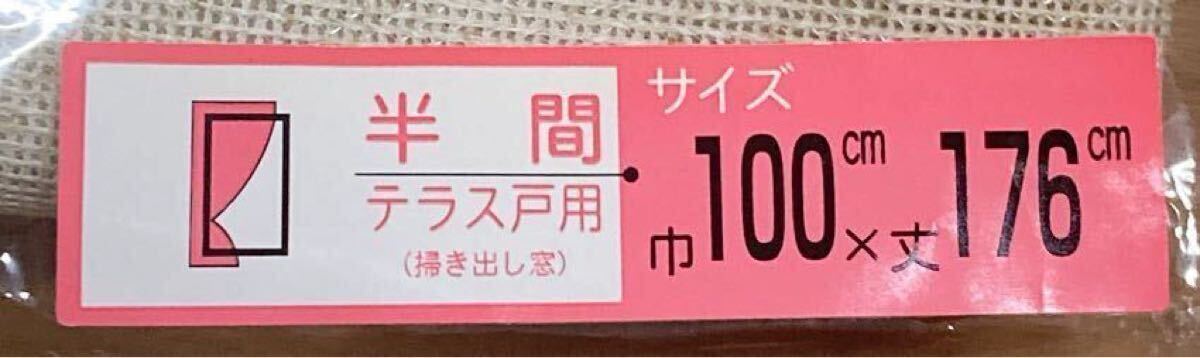 半間
テラス戸用
(掃き出し窓)
サイズ
巾100cm×丈176cm